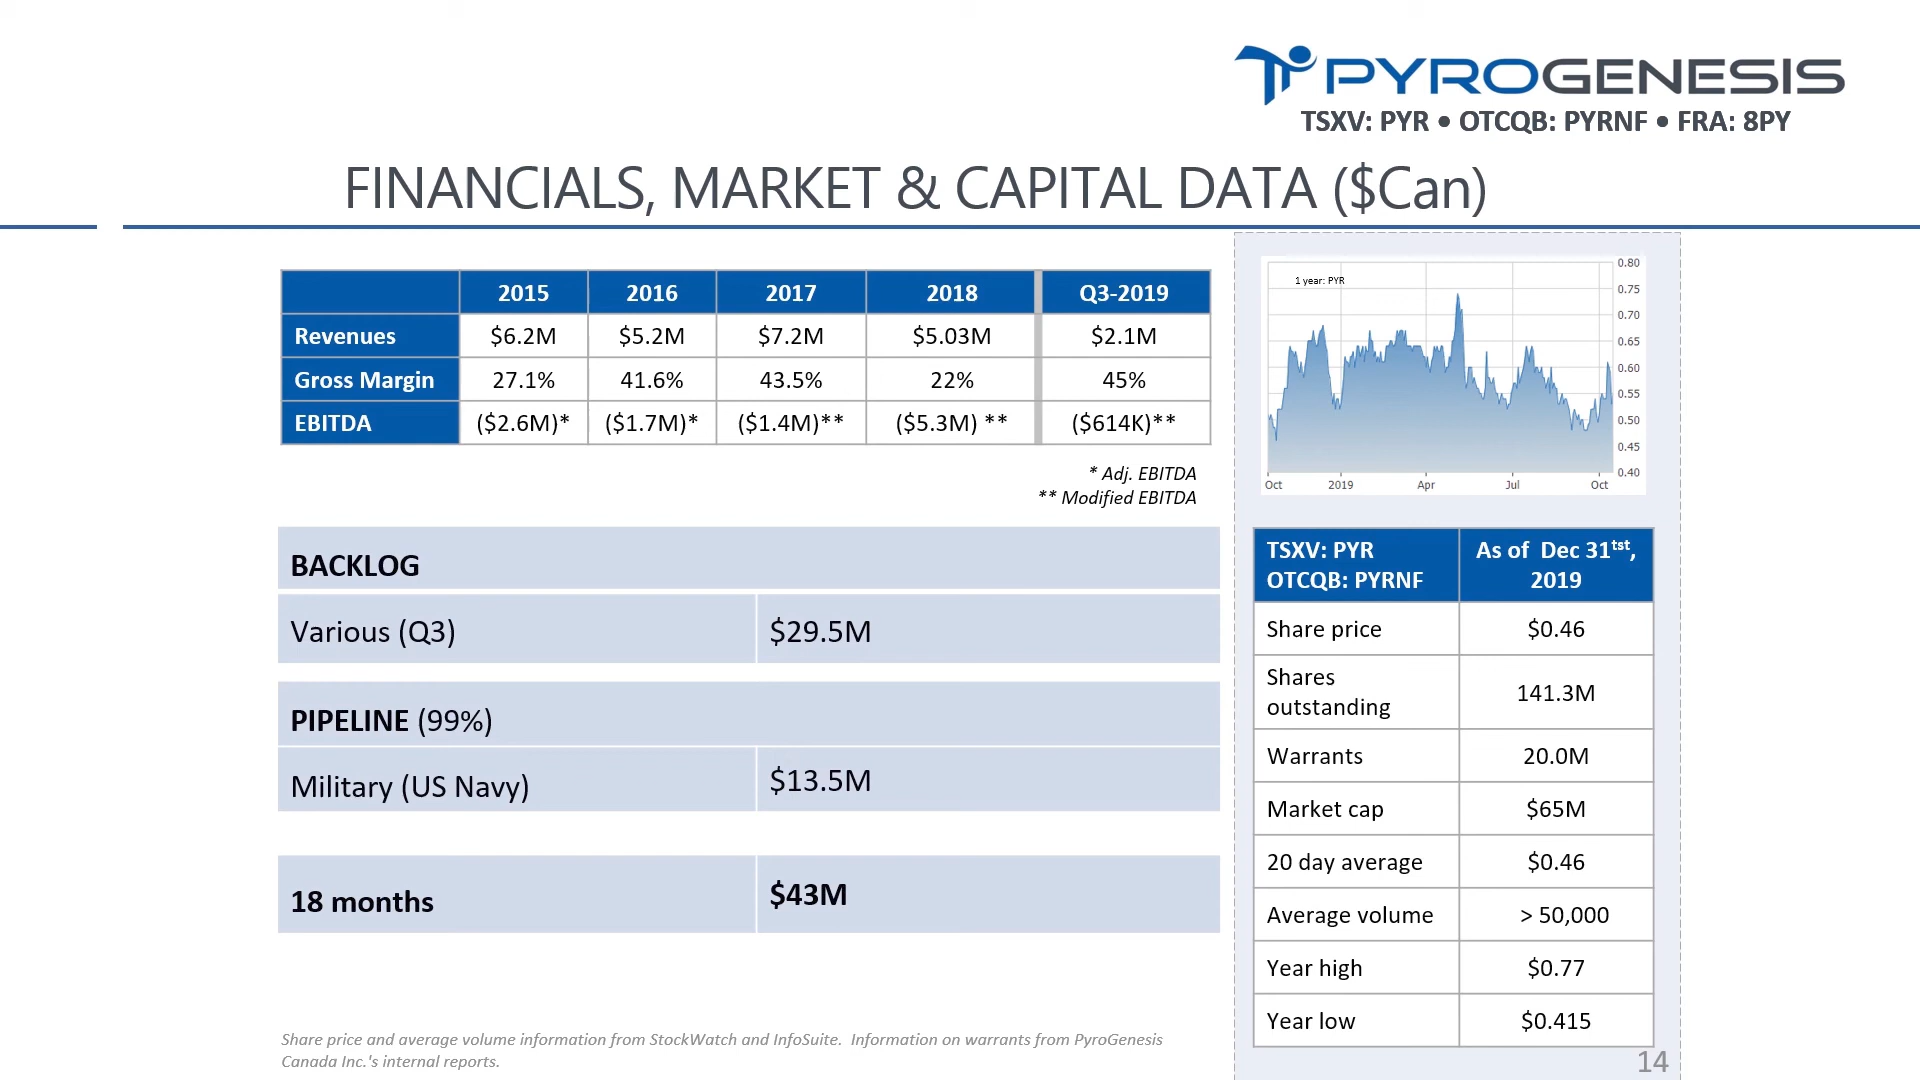 PYROGENESIS
TSXV: PYR • OTCQB: PYRNF • FRA: 8PY
FINANCIALS, MARKET & CAPITAL DATA ($Can)
2015 2016 2017 2018 Q3-2019
Revenues $6.2M $5.2M $7.2M $5.03M $2.1M
Gross Margin 27.1% 41.6% 43.5% 22% 45%
EBITDA ($2.6M)* ($1.7M)* ($1.4M)** ($5.3M) ** ($614K)**
* Adj. EBITDA
** Modified EBITDA
BACKLOG
Various (Q3) $29.5M
PIPELINE (99%)
Military (US Navy) $13.5M
18 months $43M
Share price and average volume information from StockWatch and InfoSuite. Information on warrants from PyroGenesis
Canada Inc.'s internal reports.
1 year: PYR
0.80
0.75
0.70
0.65
0.60
0.55
0.50
0.45
0.40
Oct 2019 Apr Jul Oct
TSXV: PYR
OTCQB: PYRNF
As of Dec 31tst,
2019
Share price $0.46
Shares
outstanding
141.3M
Warrants 20.0M
Market cap $65M
20 day average $0.46
Average volume > 50,000
Year high $0.77
Year low $0.415
14